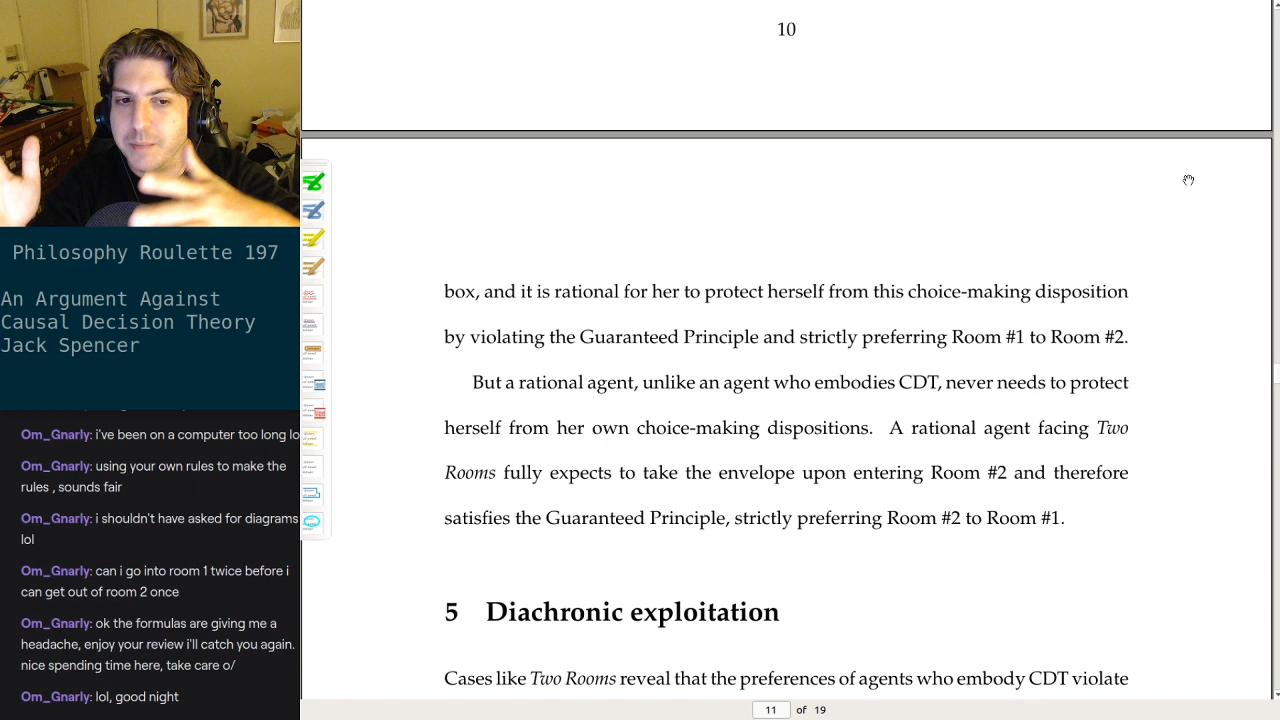 Philosophy Roulette 197
An Argument Against
Causal Decision Theory
Jack Spencer
Om_Gnarly: i've been on a computer too long lo
Om_Gnarly: using your own rules to make the
rules, sounds fair
Om_Gnarly: i shouldn't have asked for diagrams
lol
Om_Gnarly: can i go into room 1 twice before i
can get out of room 2 once
Om_Gnarly: ok the formulas are giving me a
headache, enjoy your review i'll catch you again.
nice spending time here, take care o/
Om_Gnarly: lol, good night
10
box, and it is rational for her to protect herself from this choice-making disposition
by violating the Guaranteed Principle and strictly preferring Room #1 to Room #2.
But a rational agent, unlike an agent who embodies CDT, never needs to protect
herself from her own choice-making dispositions. A rational agent facing Two
Rooms fully expects to take the envelope upon entering Room #2 and therefore
satisfies the Guaranteed Principle, strictly preferring Room #2 to Room #1.
5 Diachronic exploitation
Cases like Two Rooms reveal that the preferences of agents who embody CDT violate
11 of 19